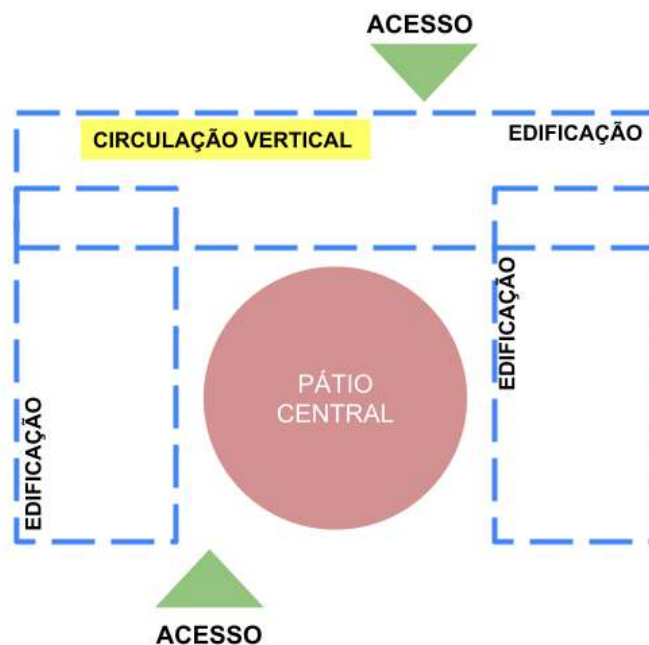 ACESSO
CIRCULAÇÃO VERTICAL
EDIFICAÇÃO
EDIFICAÇÃO
PÁTIO
CENTRAL
EDIFICAÇÃO
ACESSO